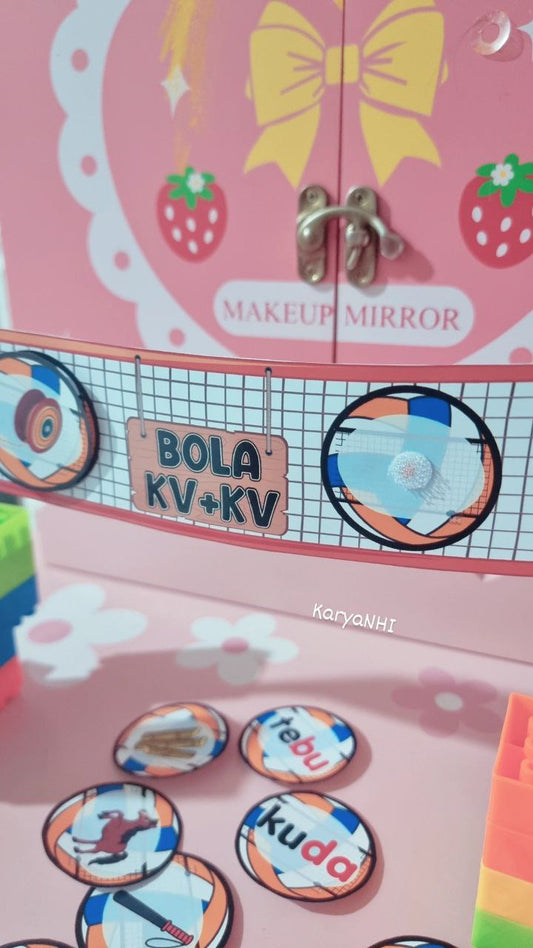 MAKEUP MIRROR
BOLA
KV+KV
KaryaNHI
tebu
kuda